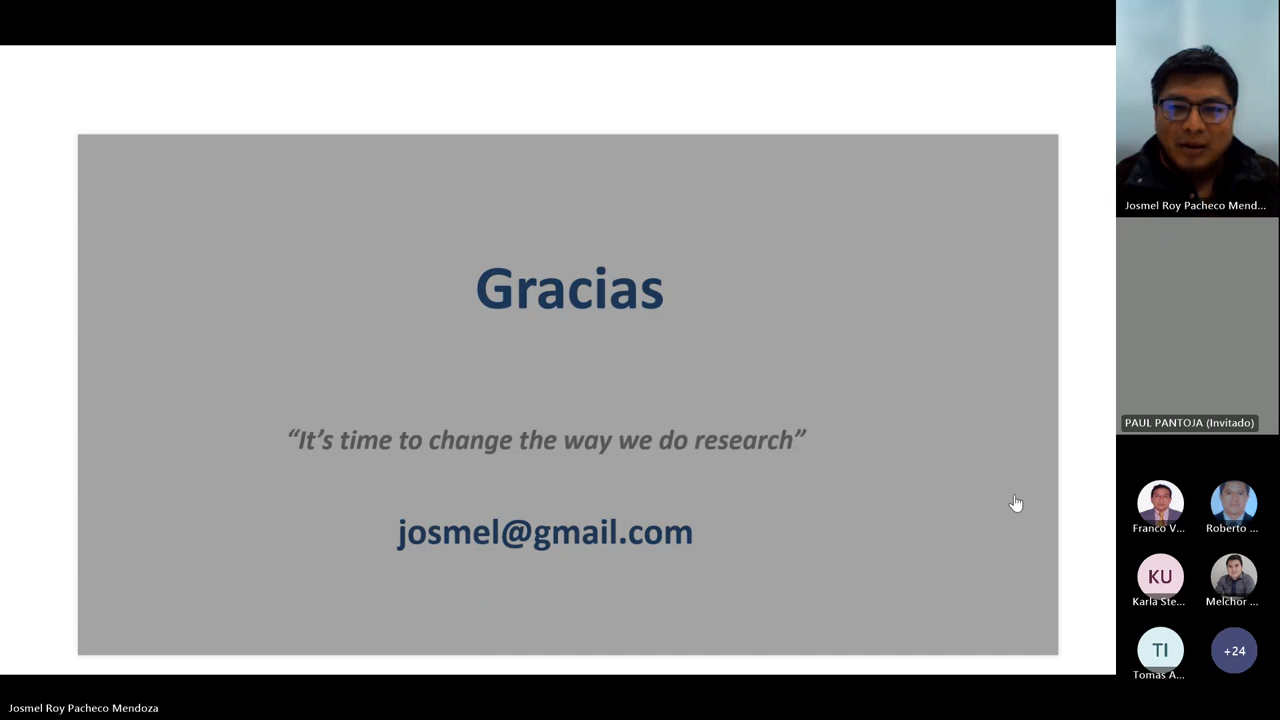 Gracias
“It’s time to change the way we do research”
josmel@gmail.com
Josmel Roy Pacheco Mend...
PAUL PANTOJA (Invitado)
Franco V...
Roberto ...
KU
Karla Ste...
Melchor ...
TI
Tomas A...
+24
Josmel Roy Pacheco Mendoza